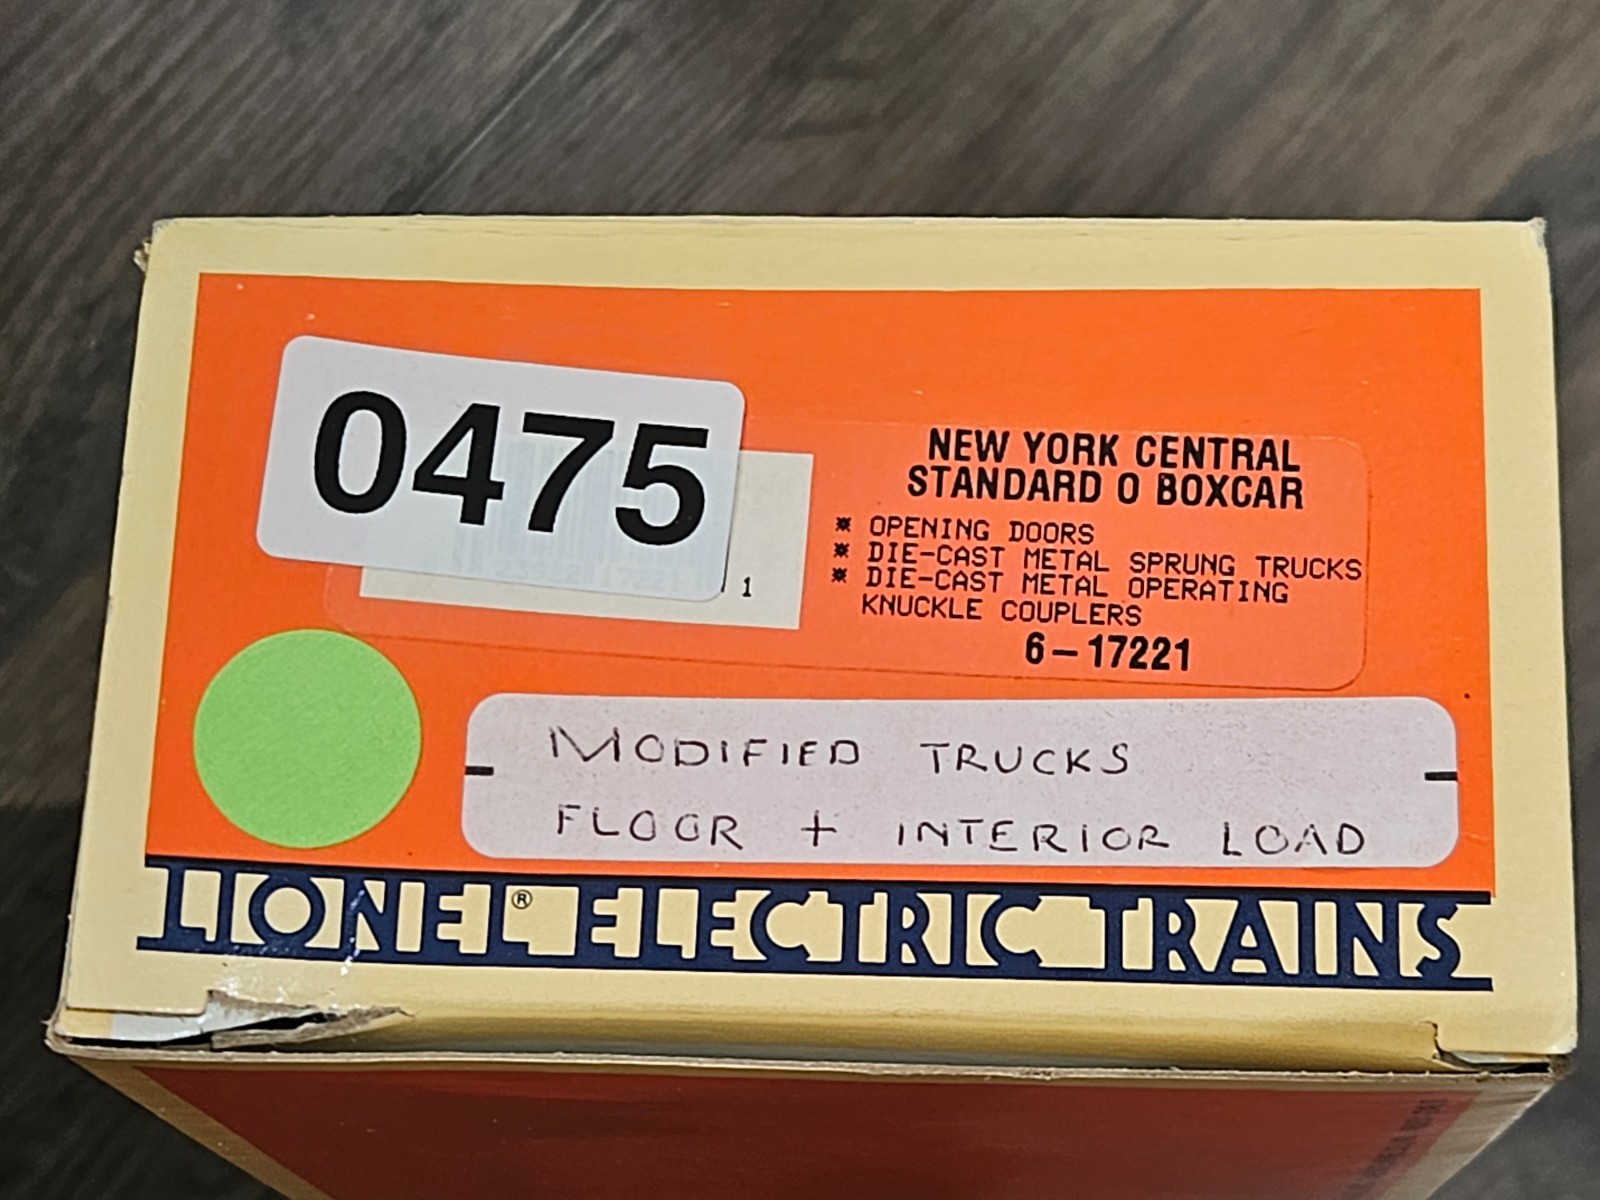 0475
1
NEW YORK CENTRAL
STANDARD O BOXCAR
※ OPENING DOORS
※ DIE-CAST METAL SPRUNG TRUCKS
※ DIE-CAST METAL OPERATING
KNUCKLE COUPLERS
6-17221
MODIFIED TRUCKS
FLOOR + INTERIOR LOAD
LIONEL® ELECTRIC TRAINS